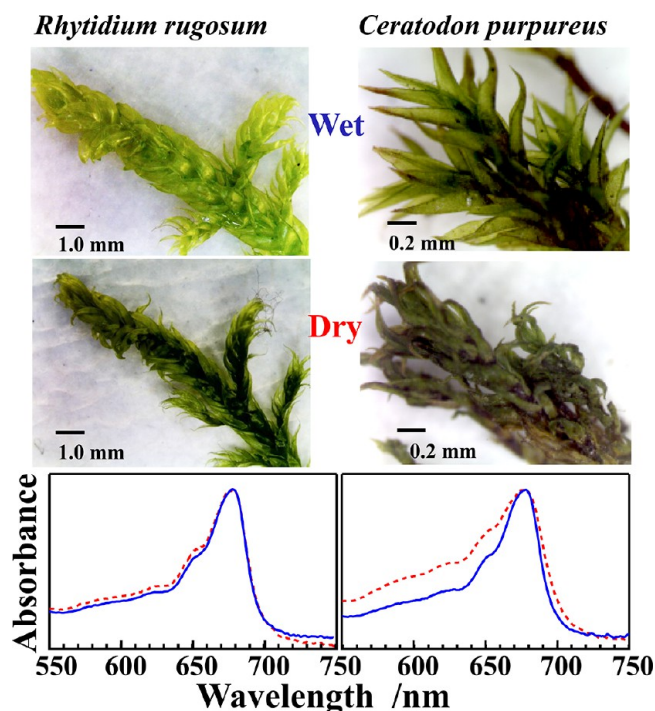 Rhytidium rugosum Ceratodon purpureus
Wet
1.0 mm 0.2 mm
Dry
1.0 mm 0.2 mm
Absorbance
550 600 650 700 750 600 650 700 750
Wavelength /nm